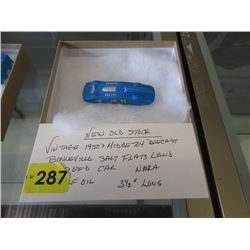 NEW OLD STOCK
VINTAGE 1950'S MIDGETOY DIECAST
BONNEVILLE SALT FLATS LAND
SPEED CAR NARA
OF OIL 3½" LONG
287